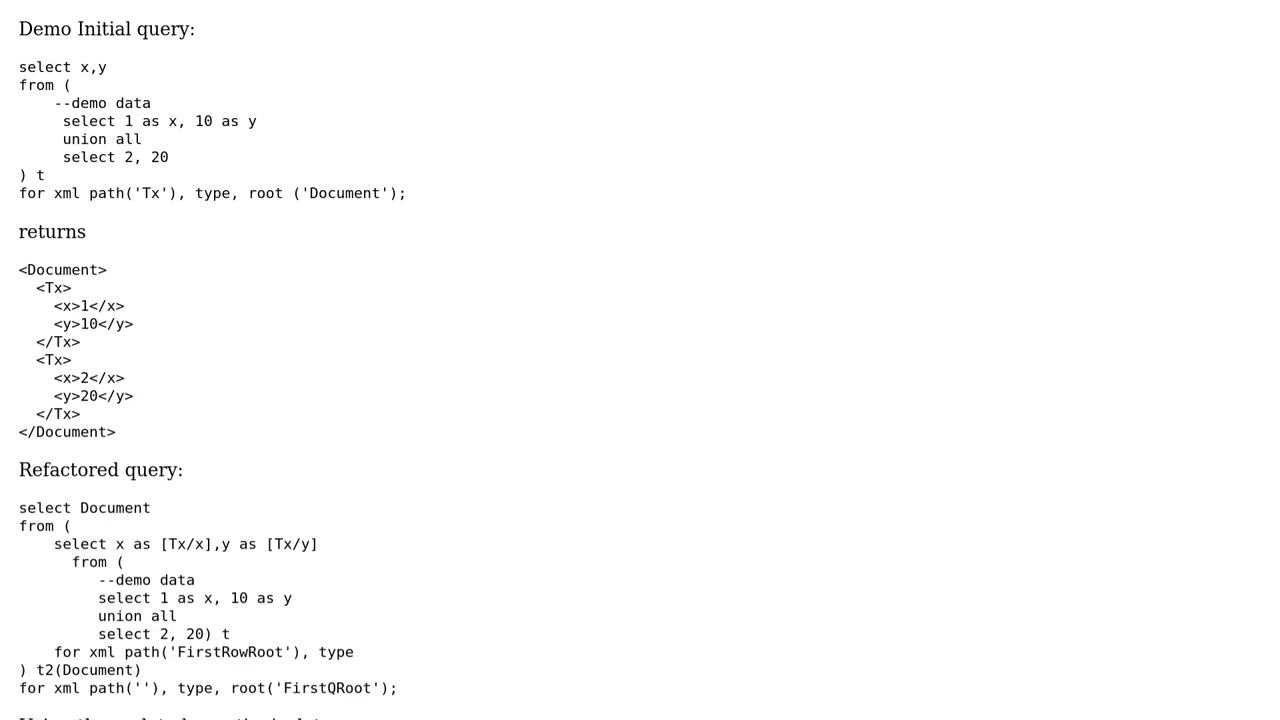 Demo Initial query:
select x,y
from (
    --demo data
     select 1 as x, 10 as y
     union all
     select 2, 20
) t
for xml path('Tx'), type, root ('Document');
returns
<Document>
  <Tx>
    <x>1</x>
    <y>10</y>
  </Tx>
  <Tx>
    <x>2</x>
    <y>20</y>
  </Tx>
</Document>
Refactored query:
select Document
from (
    select x as [Tx/x],y as [Tx/y]
      from (
         --demo data
         select 1 as x, 10 as y
         union all
         select 2, 20) t
    for xml path('FirstRowRoot'), type
) t2(Document)
for xml path(''), type, root('FirstQRoot');